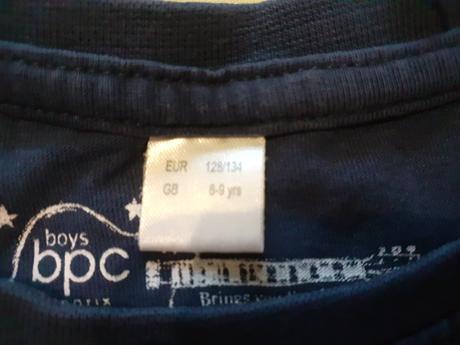 EUR 128/134
GB 8-9 yrs
boys
bpc
Brings